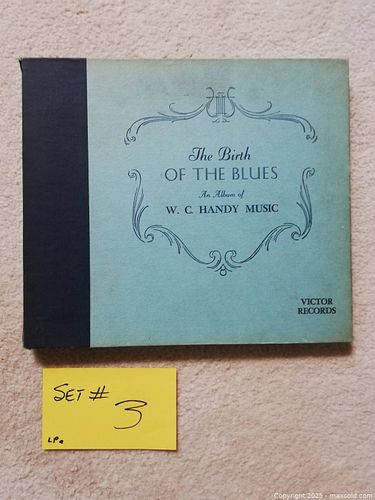 The Birth
OF THE BLUES
An Album of
W. C. HANDY MUSIC
VICTOR
RECORDS
SET #
3
LPs
Copyright 2025 - maxsold.com